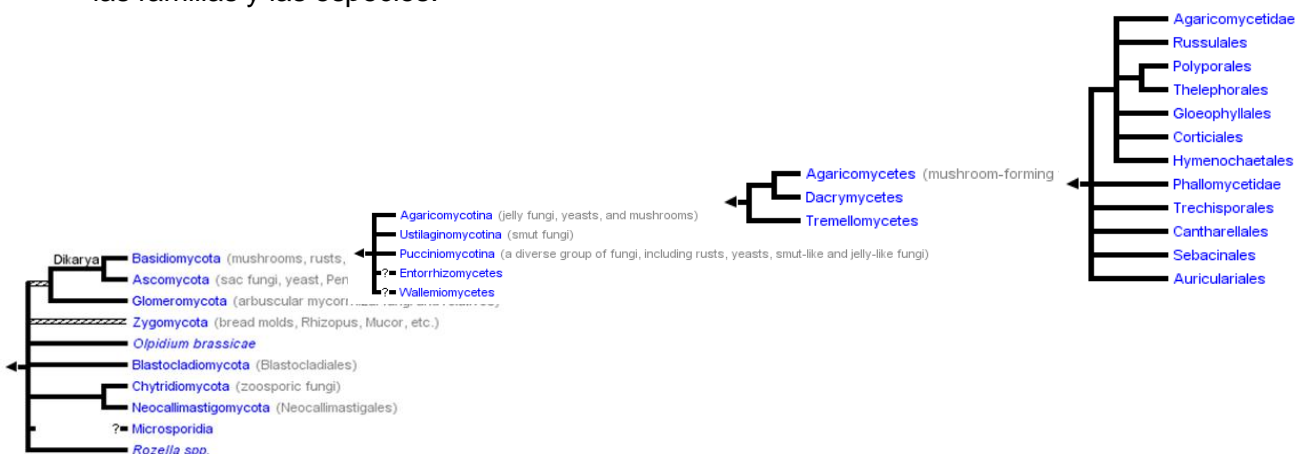 las familias y las especies.
Agaricomycetidae
Russulales
Polyporales
Thelephorales
Gloeophyllales
Corticiales
Hymenochaetales
Phallomycetidae
Trechisporales
Cantharellales
Sebacinales
Auriculariales
Agaricomycetes (mushroom-forming
Dacrymycetes
Tremellomycetes
Agaricomycotina (jelly fungi, yeasts, and mushrooms)
Ustilaginomycotina (smut fungi)
Pucciniomycotina (a diverse group of fungi, including rusts, yeasts, smut-like and jelly-like fungi)
?Entorrhizomycetes
?Wallemiomycetes
Dikarya
Basidiomycota (mushrooms, rusts,
Ascomycota (sac fungi, yeast, Pen
Glomeromycota (arbuscular
Zygomycota (bread molds, Rhizopus, Mucor, etc.)
Olpidium brassicae
Blastocladiomycota (Blastocladiales)
Chytridiomycota (zoosporic fungi)
Neocallimastigomycota (Neocallimastigales)
? Microsporidia
Rozella spp.